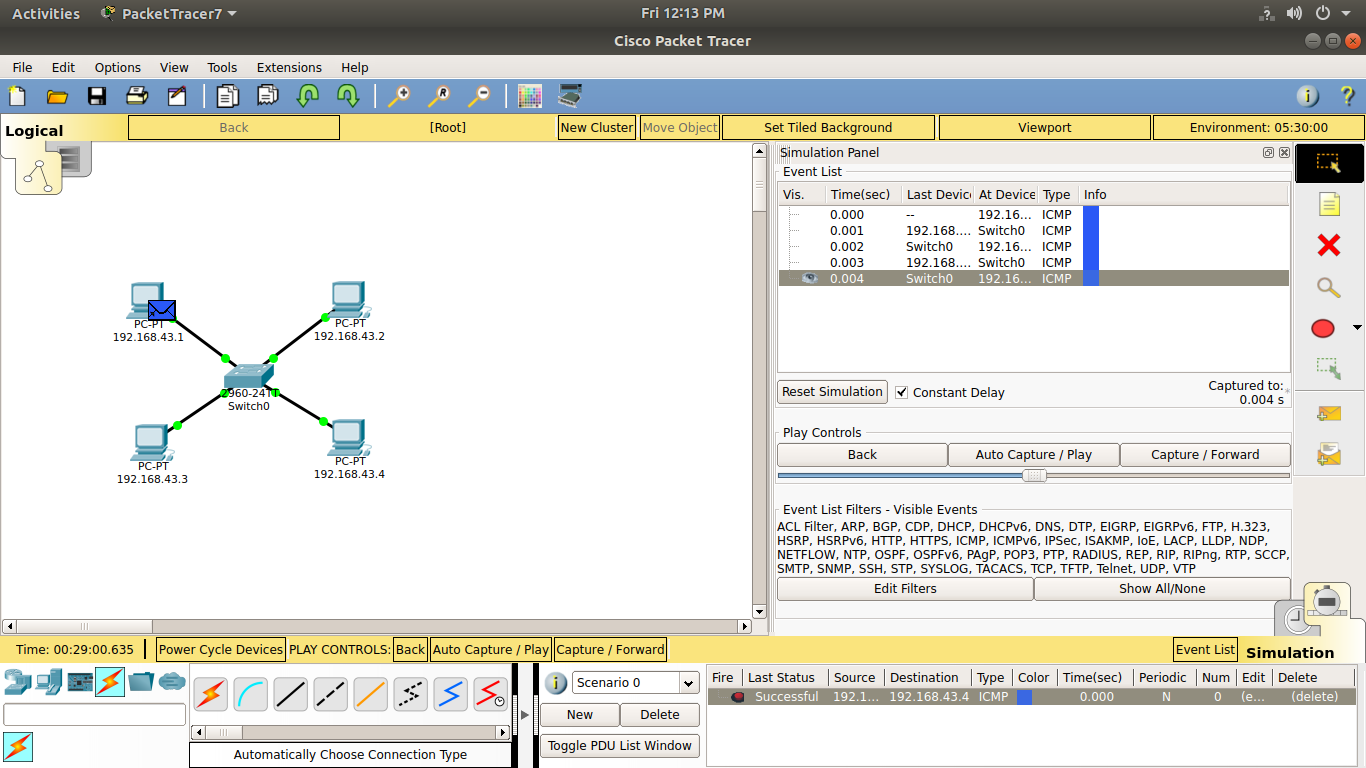 Activities PacketTracer7 Fri 12:13 PM
Cisco Packet Tracer
File Edit Options View Tools Extensions Help
Logical Back [Root] New Cluster Move Object Set Tiled Background Viewport Environment: 05:30:00
PC-PT
192.168.43.1
PC-PT
192.168.43.2
2960-24TT
Switch0
PC-PT
192.168.43.3
PC-PT
192.168.43.4
Simulation Panel
Event List
Vis. Time(sec) Last Device At Device Type Info
0.000 -- 192.16... ICMP
0.001 192.168.... Switch0 ICMP
0.002 Switch0 192.16... ICMP
0.003 192.168.... Switch0 ICMP
0.004 Switch0 192.16... ICMP
Reset Simulation Constant Delay Captured to:
0.004 s
Play Controls
Back Auto Capture / Play Capture / Forward
Event List Filters - Visible Events
ACL Filter, ARP, BGP, CDP, DHCP, DHCPv6, DNS, DTP, EIGRP, EIGRPv6, FTP, H.323,
HSRP, HSRPv6, HTTP, HTTPS, ICMP, ICMPv6, IPSec, ISAKMP, IoE, LACP, LLDP, NDP,
NETFLOW, NTP, OSPF, OSPFv6, PAgP, POP3, PTP, RADIUS, REP, RIP, RIPng, RTP, SCCP,
SMTP, SNMP, SSH, STP, SYSLOG, TACACS, TCP, TFTP, Telnet, UDP, VTP
Edit Filters Show All/None
Time: 00:29:00.635 Power Cycle Devices PLAY CONTROLS: Back Auto Capture / Play Capture / Forward Event List Simulation
Scenario 0
New Delete
Toggle PDU List Window
Automatically Choose Connection Type
Fire Last Status Source Destination Type Color Time(sec) Periodic Num Edit Delete
Successful 192.1... 192.168.43.4 ICMP 0.000 N 0 (e... (delete)